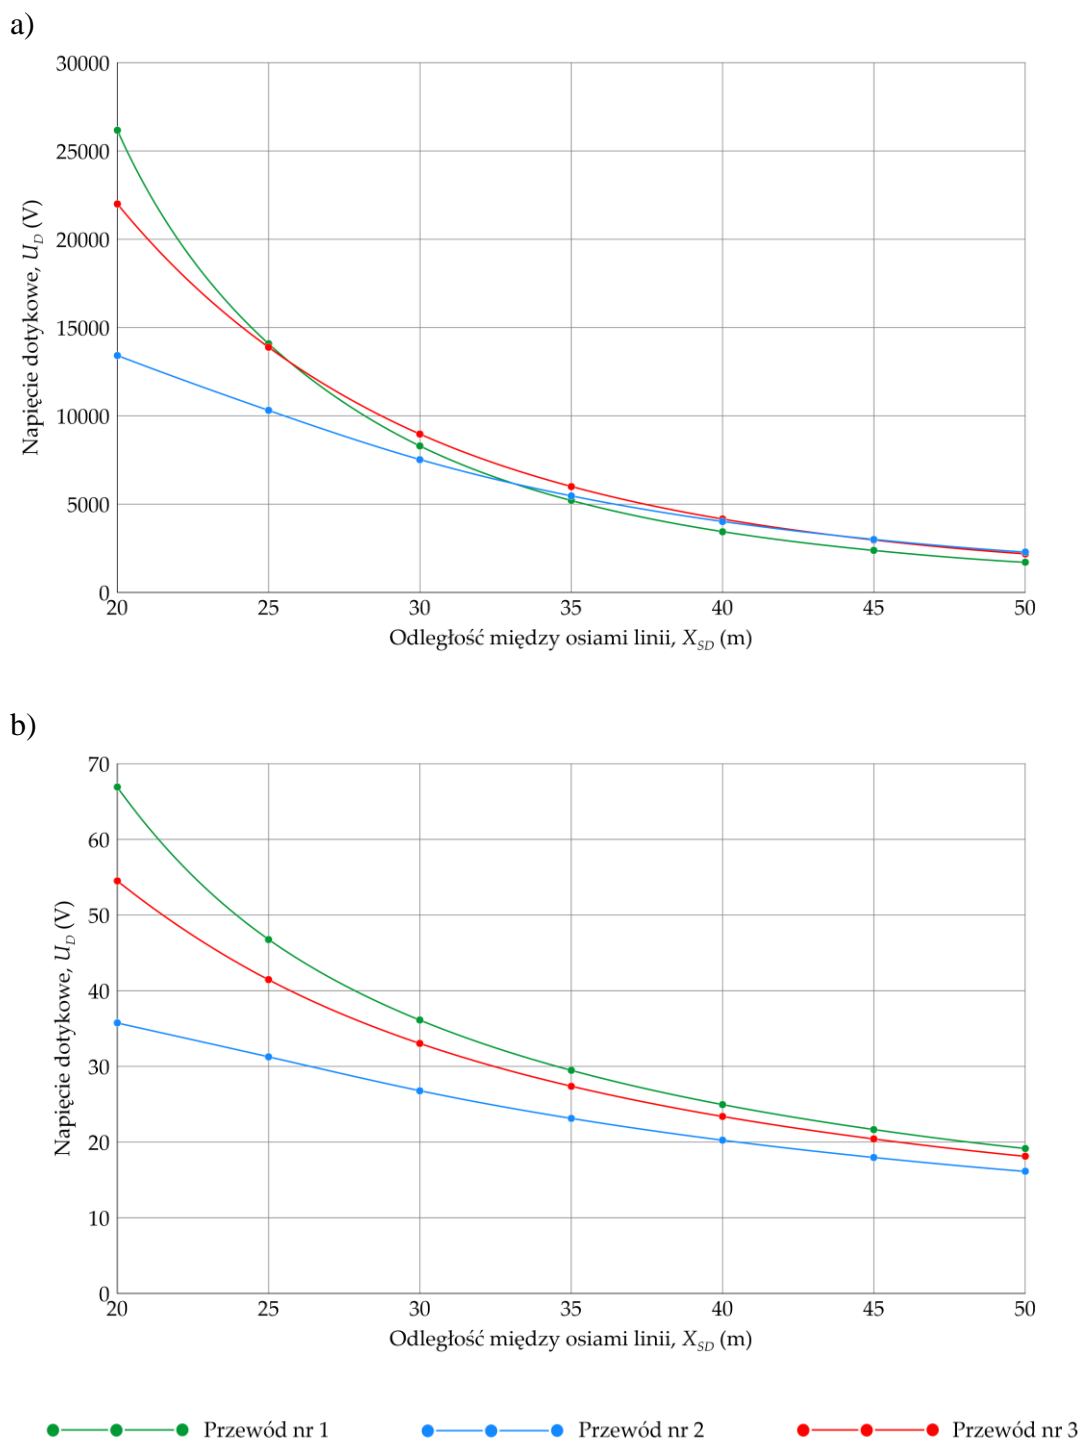 a)
30000
25000
20000
15000
10000
5000
0
Napięcie dotykowe, U_D (V)
20 25 30 35 40 45 50
Odległość między osiami linii, X_SD (m)
b)
70
60
50
40
30
20
10
0
Napięcie dotykowe, U_D (V)
20 25 30 35 40 45 50
Odległość między osiami linii, X_SD (m)
Przewód nr 1 Przewód nr 2 Przewód nr 3